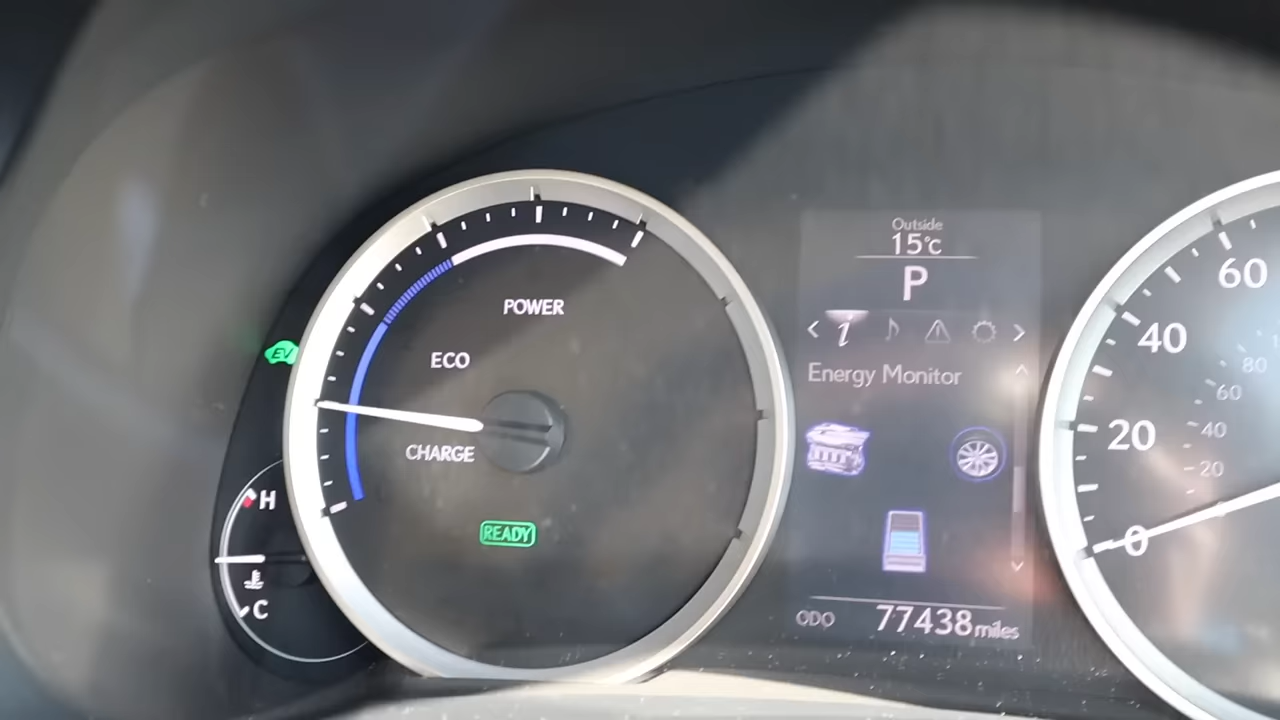 Outside
15°C
P
i
Energy Monitor
ODO 77438 miles
POWER
ECO
CHARGE
READY
EV
H
C
60
40
20
0
80
60
40
20